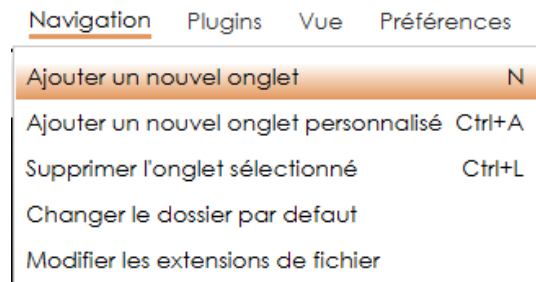 Navigation Plugins Vue Préférences
Ajouter un nouvel onglet N
Ajouter un nouvel onglet personnalisé Ctrl+A
Supprimer l'onglet sélectionné Ctrl+L
Changer le dossier par defaut
Modifier les extensions de fichier